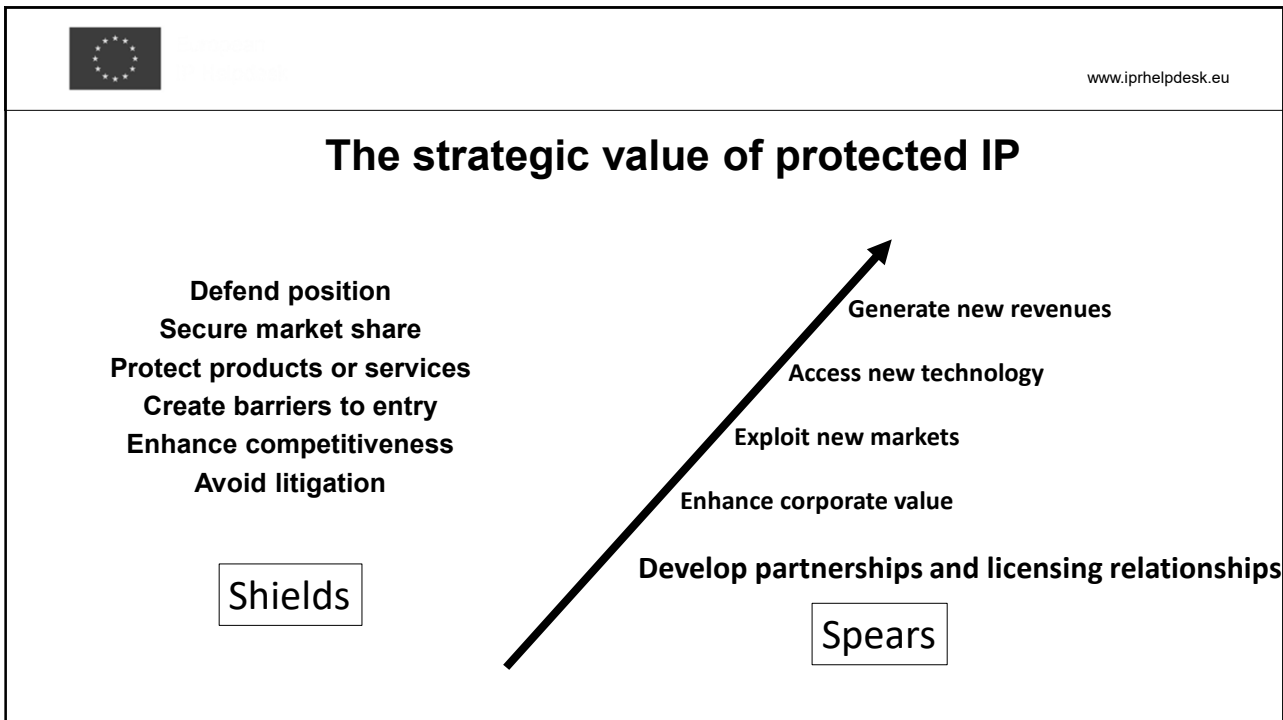 www.iprhelpdesk.eu
The strategic value of protected IP
Defend position
Secure market share
Protect products or services
Create barriers to entry
Enhance competitiveness
Avoid litigation
Shields
Generate new revenues
Access new technology
Exploit new markets
Enhance corporate value
Develop partnerships and licensing relationships
Spears